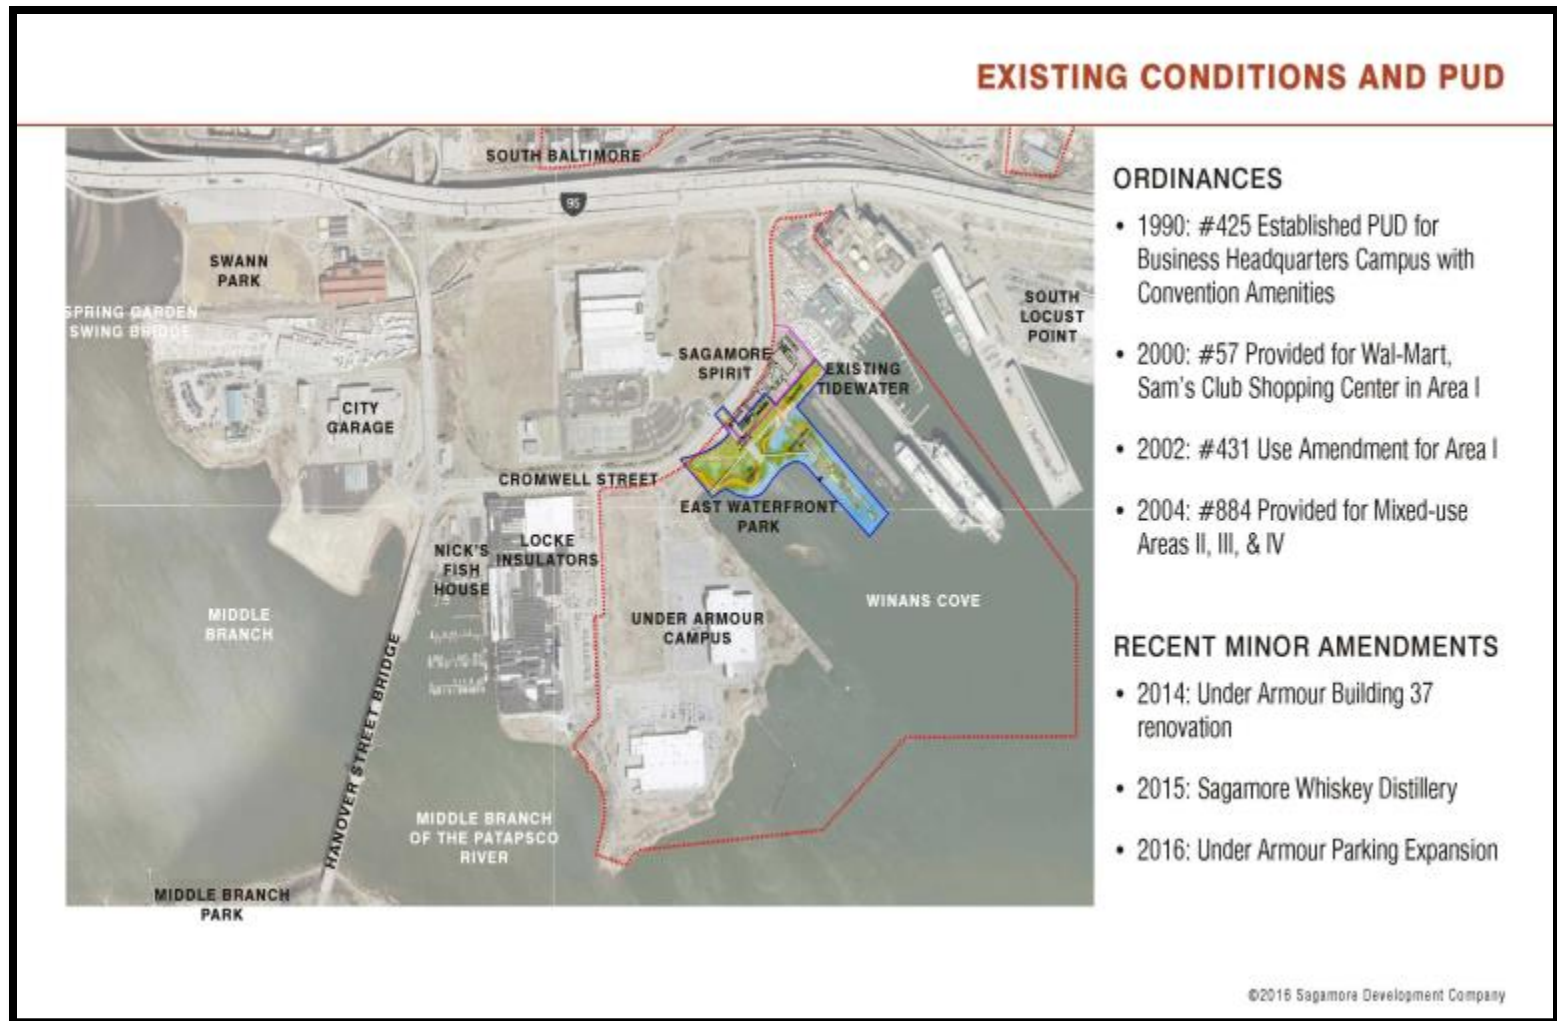 EXISTING CONDITIONS AND PUD
SOUTH BALTIMORE
95
SWANN
PARK
SPRING GARDEN
SWING BRIDGE
SOUTH
LOCUST
POINT
SAGAMORE
SPIRIT
EXISTING
TIDEWATER
CITY
GARAGE
CROMWELL STREET
EAST WATERFRONT
PARK
NICK'S
FISH
HOUSE
LOCKE
INSULATORS
MIDDLE
BRANCH
UNDER ARMOUR
CAMPUS
WINANS COVE
HANOVER STREET BRIDGE
MIDDLE BRANCH
OF THE PATAPSCO
RIVER
MIDDLE BRANCH
PARK
ORDINANCES
• 1990: #425 Established PUD for
Business Headquarters Campus with
Convention Amenities
• 2000: #57 Provided for Wal-Mart,
Sam's Club Shopping Center in Area I
• 2002: #431 Use Amendment for Area I
• 2004: #884 Provided for Mixed-use
Areas II, III, & IV
RECENT MINOR AMENDMENTS
• 2014: Under Armour Building 37
renovation
• 2015: Sagamore Whiskey Distillery
• 2016: Under Armour Parking Expansion
©2016 Sagamore Development Company